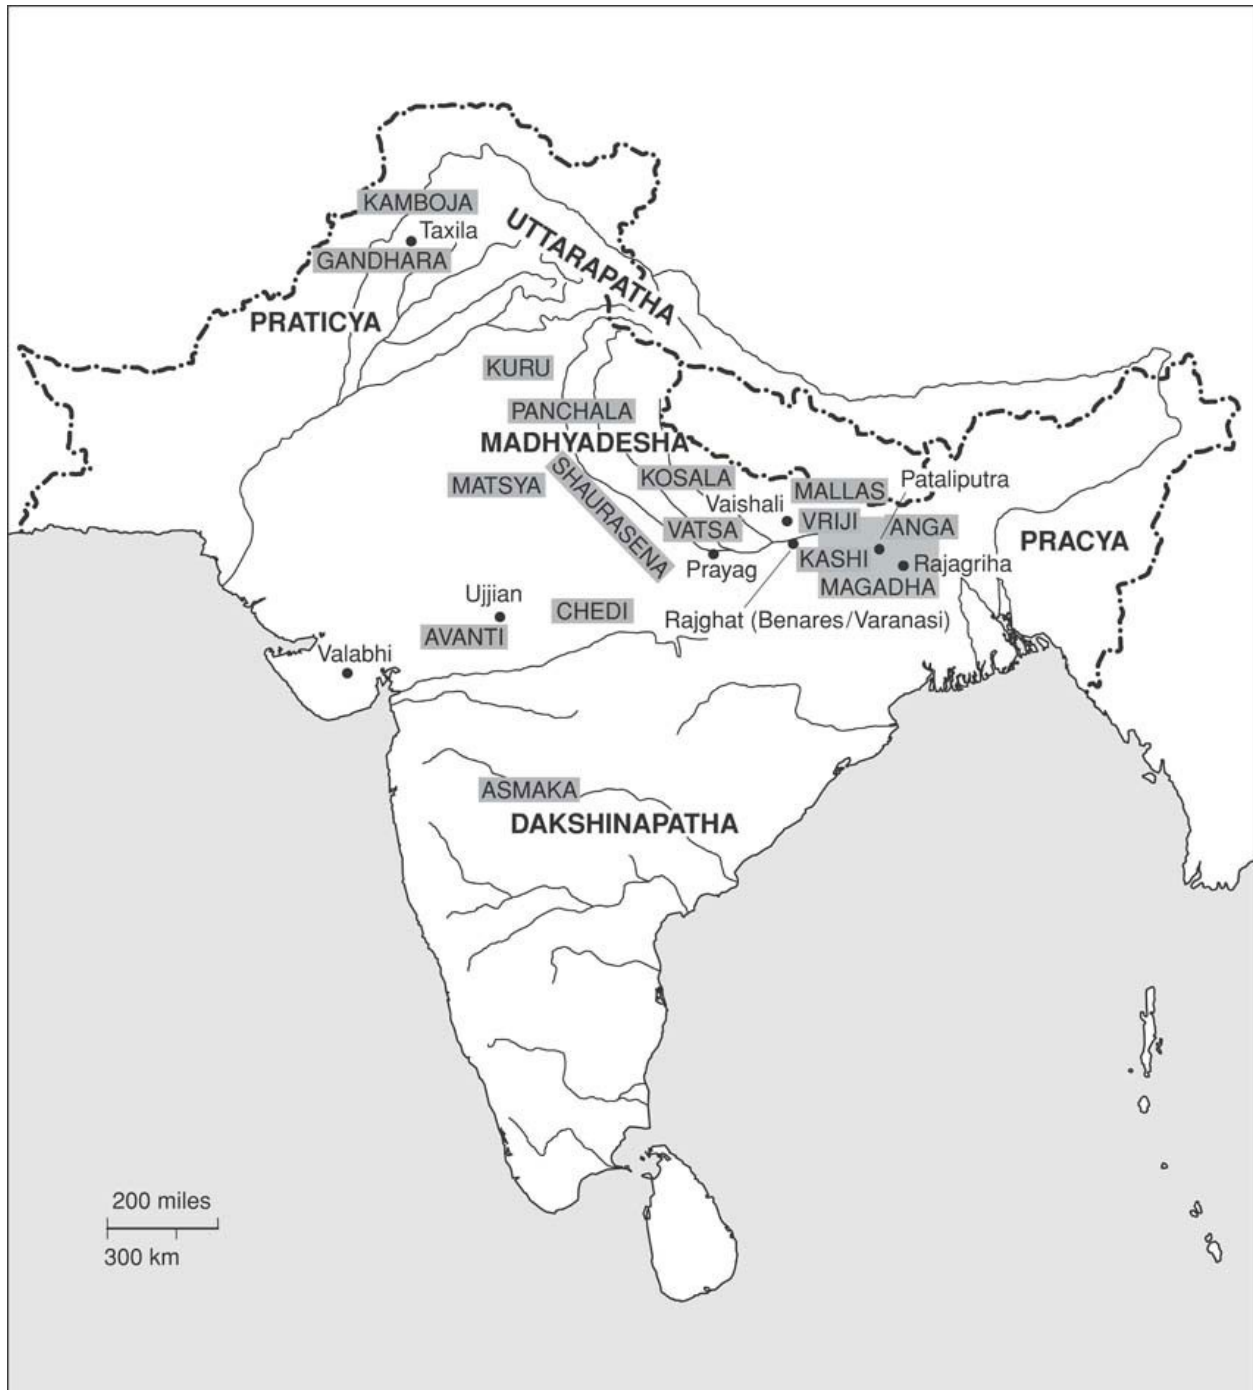 KAMBOJA
Taxila
GANDHARA
UTTARAPATHA
PRATICYA
KURU
PANCHALA
MADHYADESHA
MATSYA
SHAURASENA
KOSALA
MALLAS
Pataliputra
Vaishali
VRIJI
ANGA
VATSA
PRACYA
KASHI
Prayag
Rajagriha
MAGADHA
Ujjian
CHEDI
Rajghat (Benares/Varanasi)
AVANTI
Valabhi
ASMAKA
DAKSHINAPATHA
200 miles
300 km